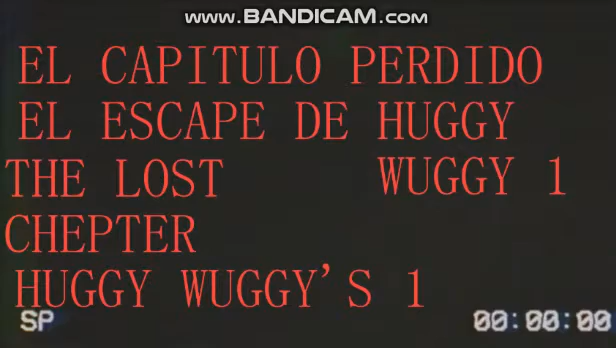 www.BANDICAM.com
EL CAPITULO PERDIDO
EL ESCAPE DE HUGGY
WUGGY 1
THE LOST
CHEPTER
HUGGY WUGGY'S 1
SP
00:00:00